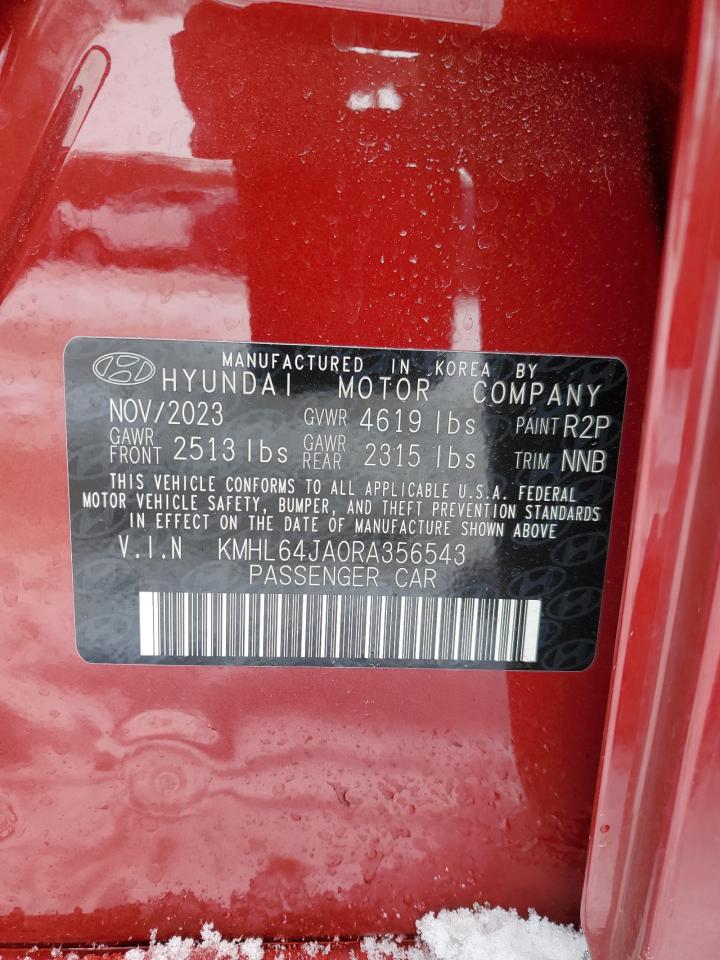 MANUFACTURED IN KOREA BY
HYUNDAI MOTOR COMPANY
NOV/2023 GVWR 4619 lbs PAINT R2P
GAWR FRONT 2513 lbs GAWR REAR 2315 lbs TRIM NNB
THIS VEHICLE CONFORMS TO ALL APPLICABLE U.S.A. FEDERAL
MOTOR VEHICLE SAFETY, BUMPER, AND THEFT PREVENTION STANDARDS
IN EFFECT ON THE DATE OF MANUFACTURE SHOWN ABOVE
V.I.N KMHL64JA0RA356543
PASSENGER CAR